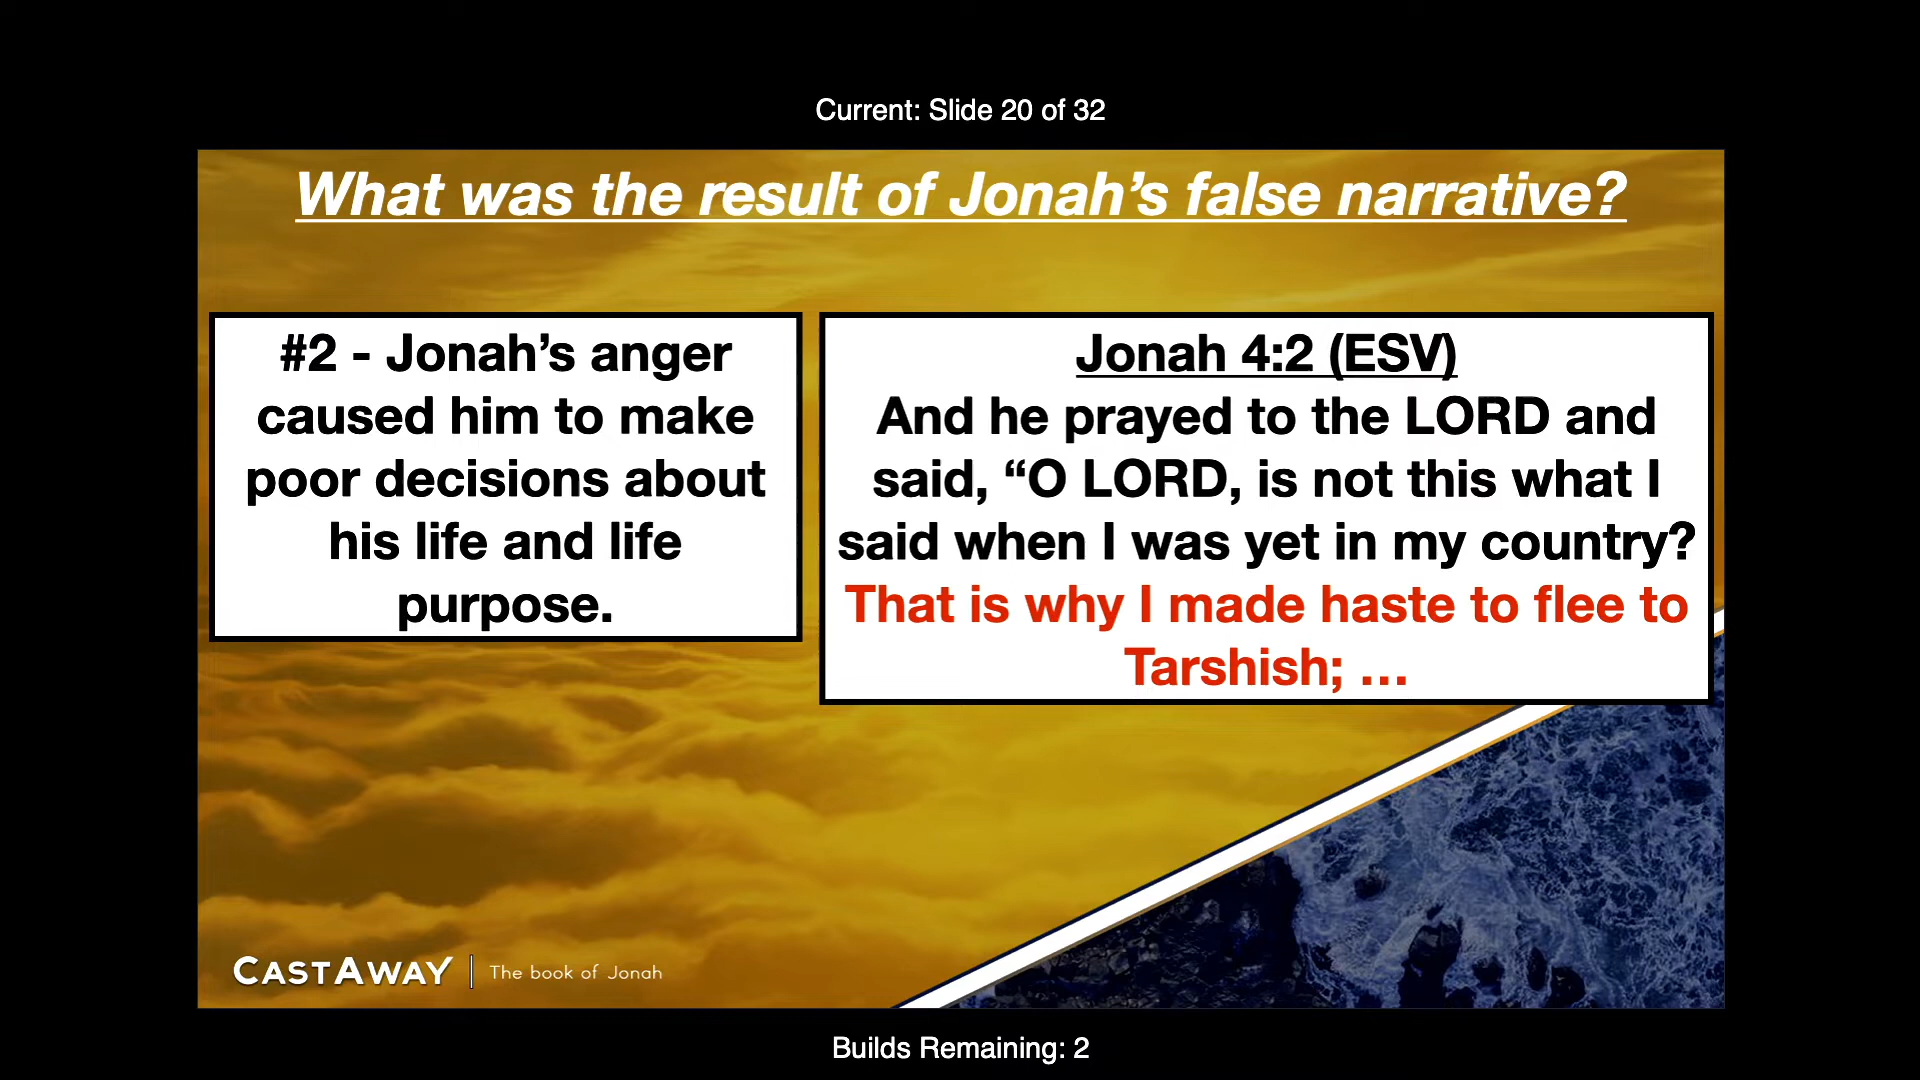 Current: Slide 20 of 32
What was the result of Jonah’s false narrative?
#2 - Jonah’s anger
caused him to make
poor decisions about
his life and life
purpose.
Jonah 4:2 (ESV)
And he prayed to the LORD and
said, “O LORD, is not this what I
said when I was yet in my country?
That is why I made haste to flee to
Tarshish; …
CASTAWAY | The book of Jonah
Builds Remaining: 2